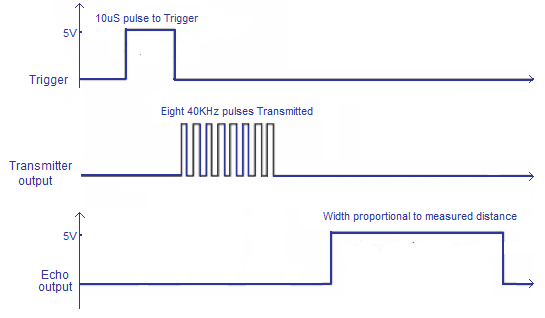 10uS pulse to Trigger
5V
Trigger
Eight 40KHz pulses Transmitted
Transmitter
output
Width proportional to measured distance
5V
Echo
output